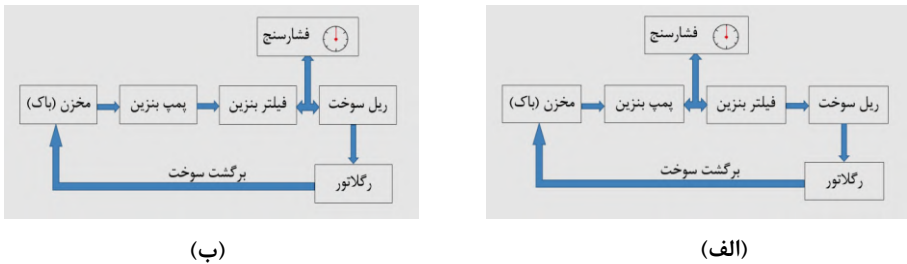 فشارسنج
ریل سوخت
فیلتر بنزین
پمپ بنزین
مخزن (باک)
برگشت سوخت
رگلاتور
(الف)
فشارسنج
ریل سوخت
فیلتر بنزین
پمپ بنزین
مخزن (باک)
برگشت سوخت
رگلاتور
(ب)